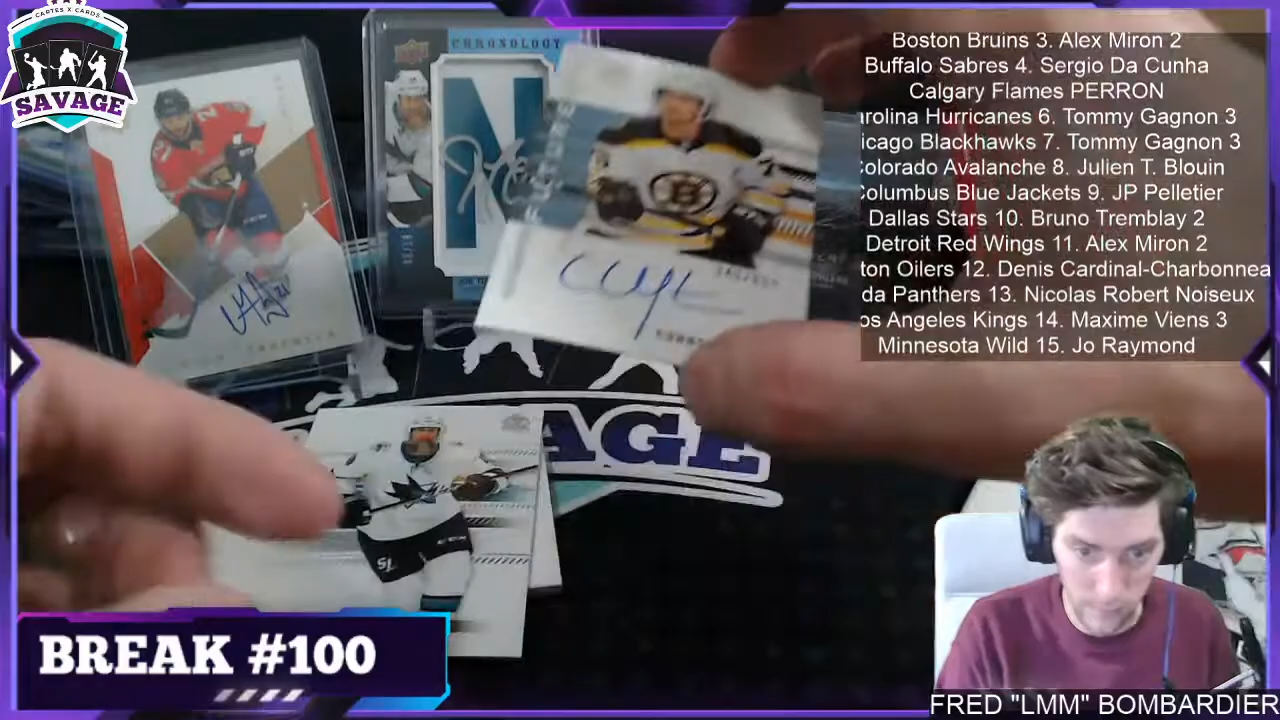 CARTES X CARDS
SAVAGE
CHRONOLOGY
Boston Bruins 3. Alex Miron 2
Buffalo Sabres 4. Sergio Da Cunha
Calgary Flames PERRON
arolina Hurricanes 6. Tommy Gagnon 3
icago Blackhawks 7. Tommy Gagnon 3
Colorado Avalanche 8. Julien T. Blouin
Columbus Blue Jackets 9. JP Pelletier
Dallas Stars 10. Bruno Tremblay 2
Detroit Red Wings 11. Alex Miron 2
ton Oilers 12. Denis Cardinal-Charbonnea
da Panthers 13. Nicolas Robert Noiseux
os Angeles Kings 14. Maxime Viens 3
Minnesota Wild 15. Jo Raymond
N
B
AGE
BREAK #100
FRED "LMM" BOMBARDIER